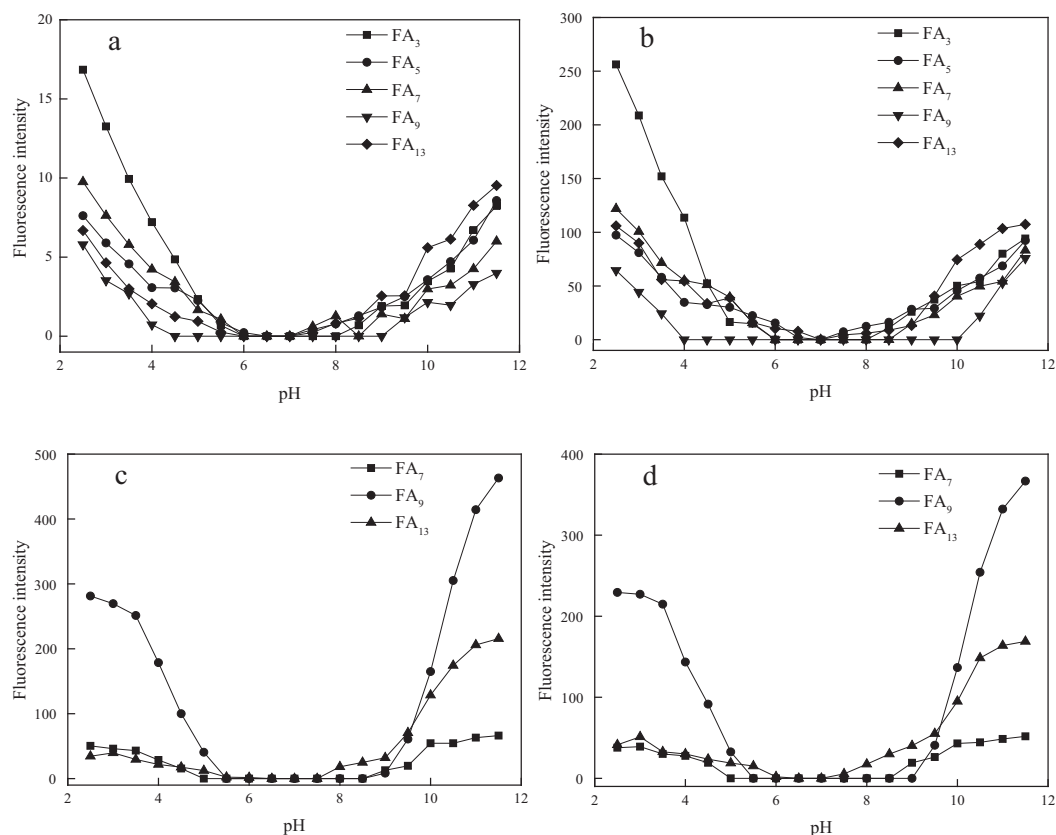 a
FA₃
FA₅
FA₇
FA₉
FA₁₃
Fluorescence intensity
20
15
10
5
0
2 4 6 8 10 12
pH
b
FA₃
FA₅
FA₇
FA₉
FA₁₃
Fluorescence intensity
300
250
200
150
100
50
0
2 4 6 8 10 12
pH
c
FA₇
FA₉
FA₁₃
Fluorescence intensity
500
400
300
200
100
0
2 4 6 8 10 12
pH
d
FA₇
FA₉
FA₁₃
Fluorescence intensity
400
300
200
100
0
2 4 6 8 10 12
pH